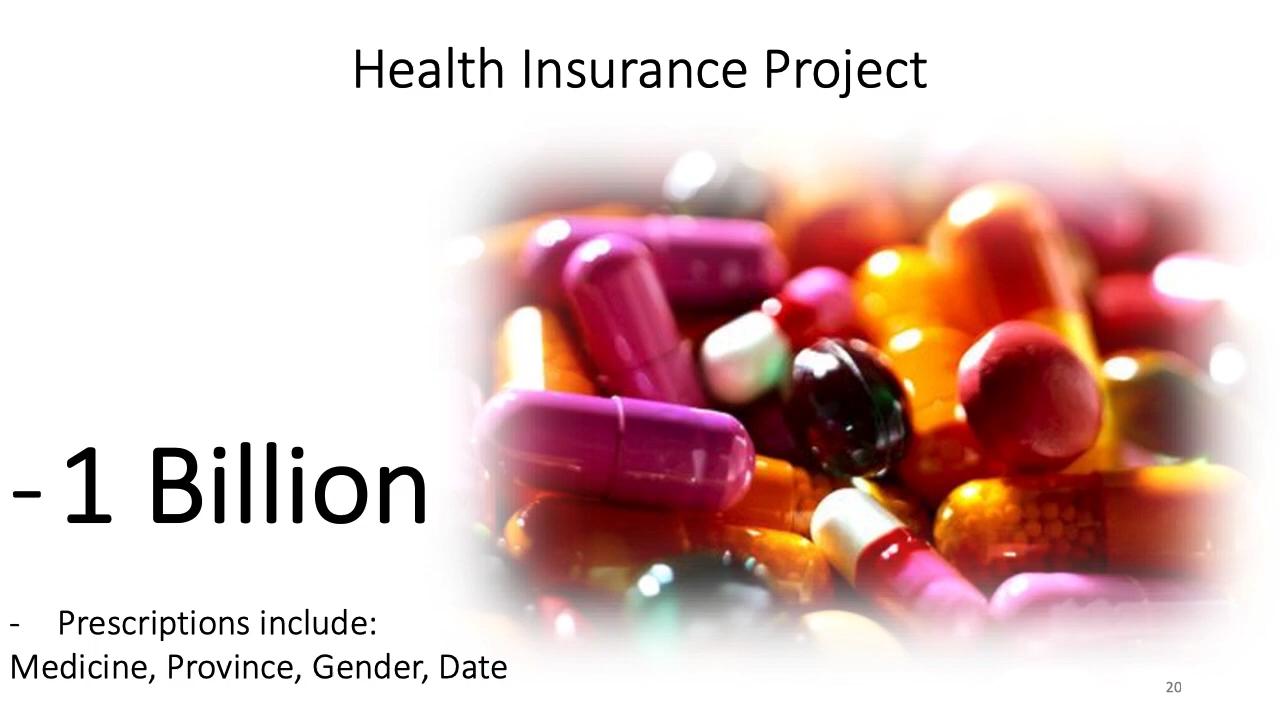 Health Insurance Project
- 1 Billion
- Prescriptions include:
Medicine, Province, Gender, Date
20